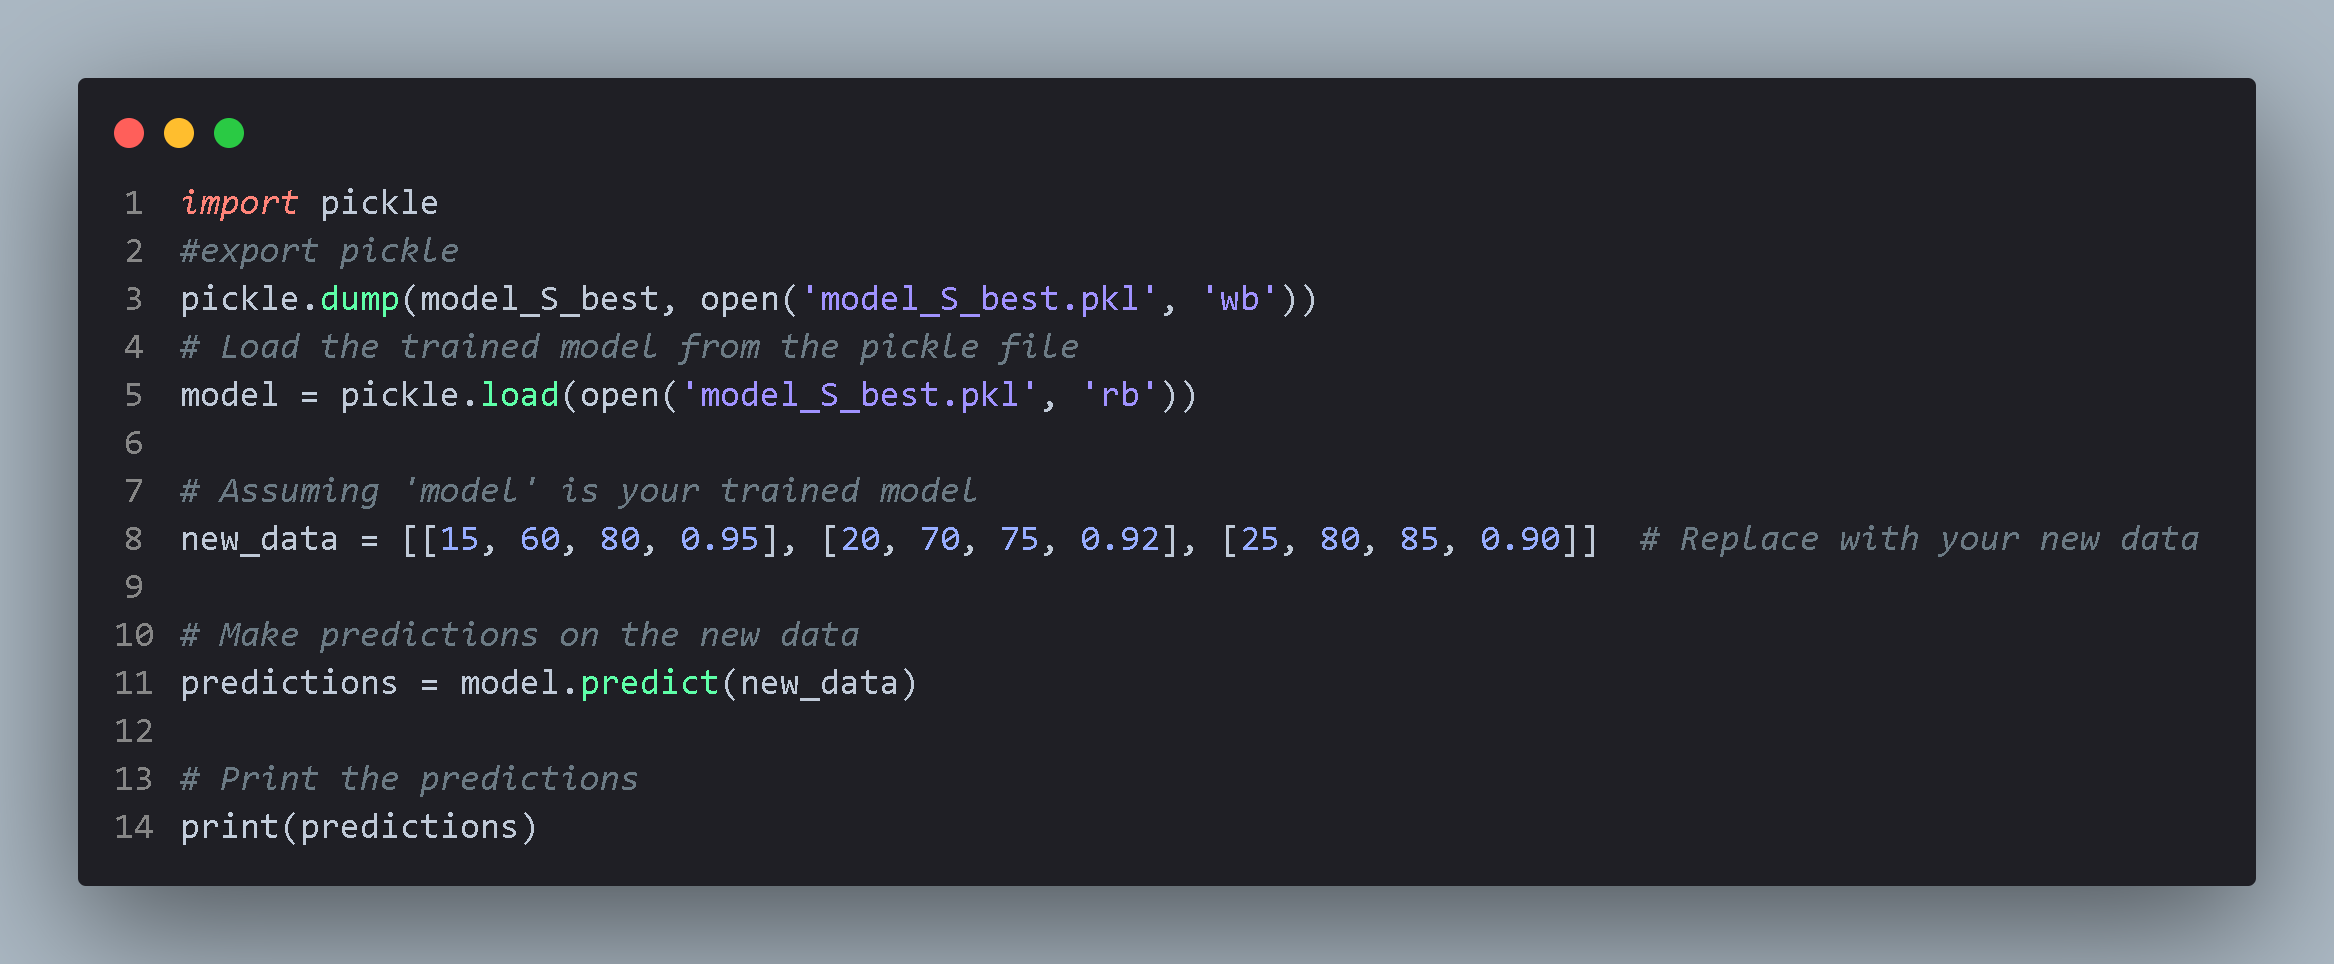 1 import pickle
2 #export pickle
3 pickle.dump(model_S_best, open('model_S_best.pkl', 'wb'))
4 # Load the trained model from the pickle file
5 model = pickle.load(open('model_S_best.pkl', 'rb'))
6
7 # Assuming 'model' is your trained model
8 new_data = [[15, 60, 80, 0.95], [20, 70, 75, 0.92], [25, 80, 85, 0.90]]  # Replace with your new data
9
10 # Make predictions on the new data
11 predictions = model.predict(new_data)
12
13 # Print the predictions
14 print(predictions)